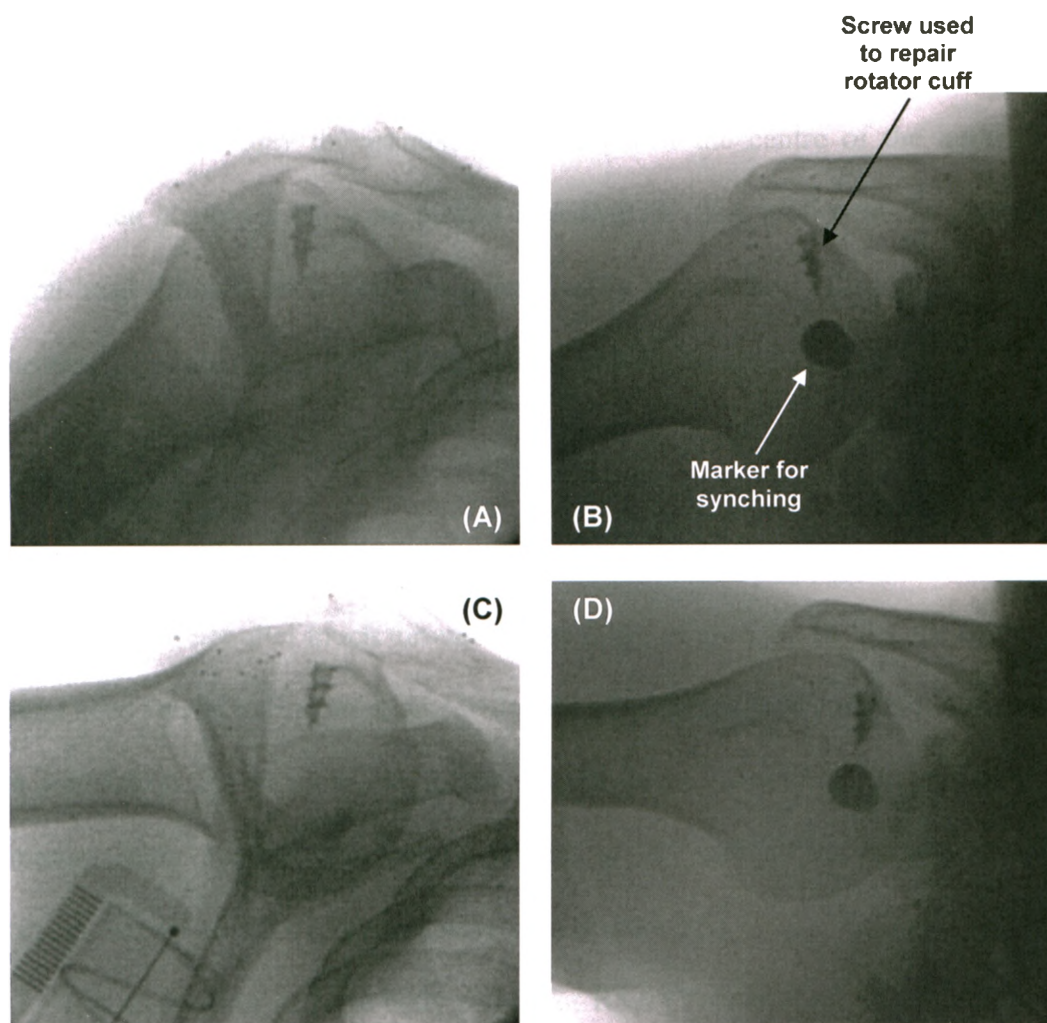 Screw used
to repair
rotator cuff
Marker for
synching
(A)
(B)
(C)
(D)